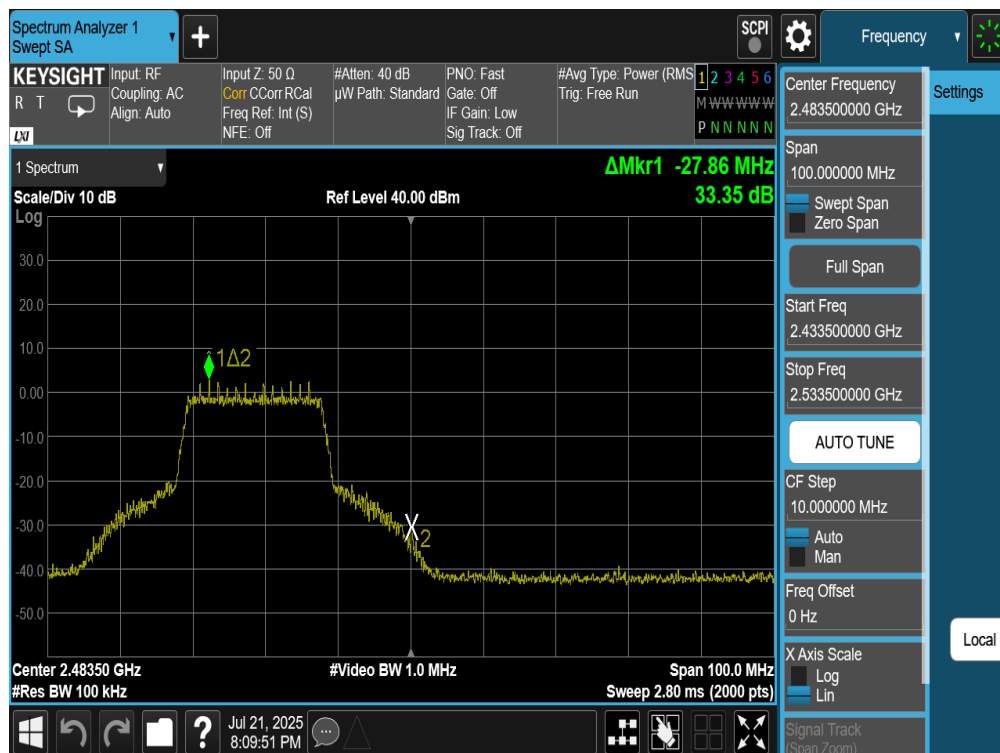 Spectrum Analyzer 1
Swept SA
+
SCPI
Frequency
KEYSIGHT
R T
LXI
Input: RF
Coupling: AC
Align: Auto
Input Z: 50 Ω
Corr CCorr RCal
Freq Ref: Int (S)
NFE: Off
#Atten: 40 dB
µW Path: Standard
PNO: Fast
Gate: Off
IF Gain: Low
Sig Track: Off
#Avg Type: Power (RMS
Trig: Free Run
1 2 3 4 5 6
M W W W W W
P N N N N N
1 Spectrum
ΔMkr1 -27.86 MHz
33.35 dB
Scale/Div 10 dB
Ref Level 40.00 dBm
Log
30.0
20.0
10.0
0.00
-10.0
-20.0
-30.0
-40.0
-50.0
1Δ2
X
2
Center 2.48350 GHz
#Video BW 1.0 MHz
Span 100.0 MHz
#Res BW 100 kHz
Sweep 2.80 ms (2000 pts)
Center Frequency
2.483500000 GHz
Span
100.000000 MHz
Swept Span
Zero Span
Full Span
Start Freq
2.433500000 GHz
Stop Freq
2.533500000 GHz
AUTO TUNE
CF Step
10.000000 MHz
Auto
Man
Freq Offset
0 Hz
X Axis Scale
Log
Lin
Signal Track
(Span Zoom)
Settings
Local
?
Jul 21, 2025
8:09:51 PM